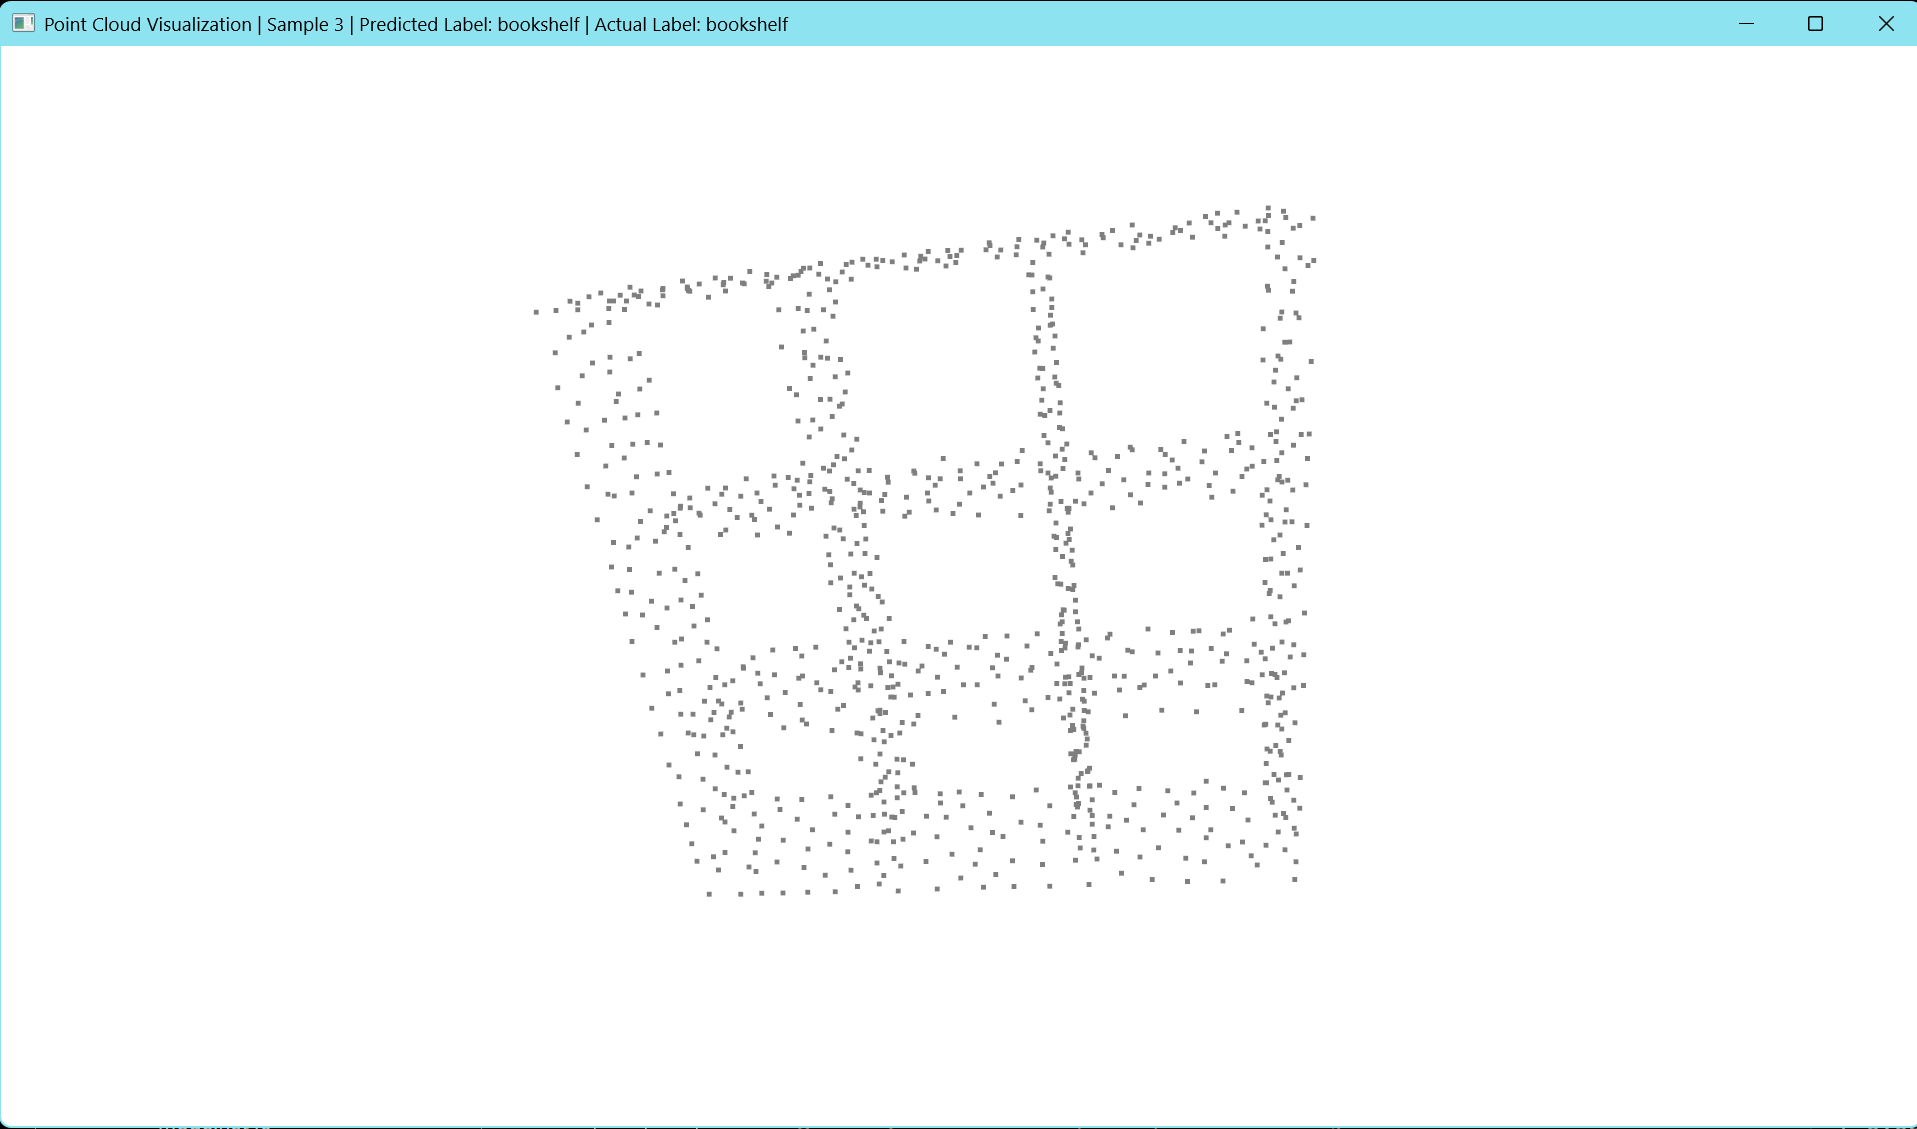 Point Cloud Visualization | Sample 3 | Predicted Label: bookshelf | Actual Label: bookshelf